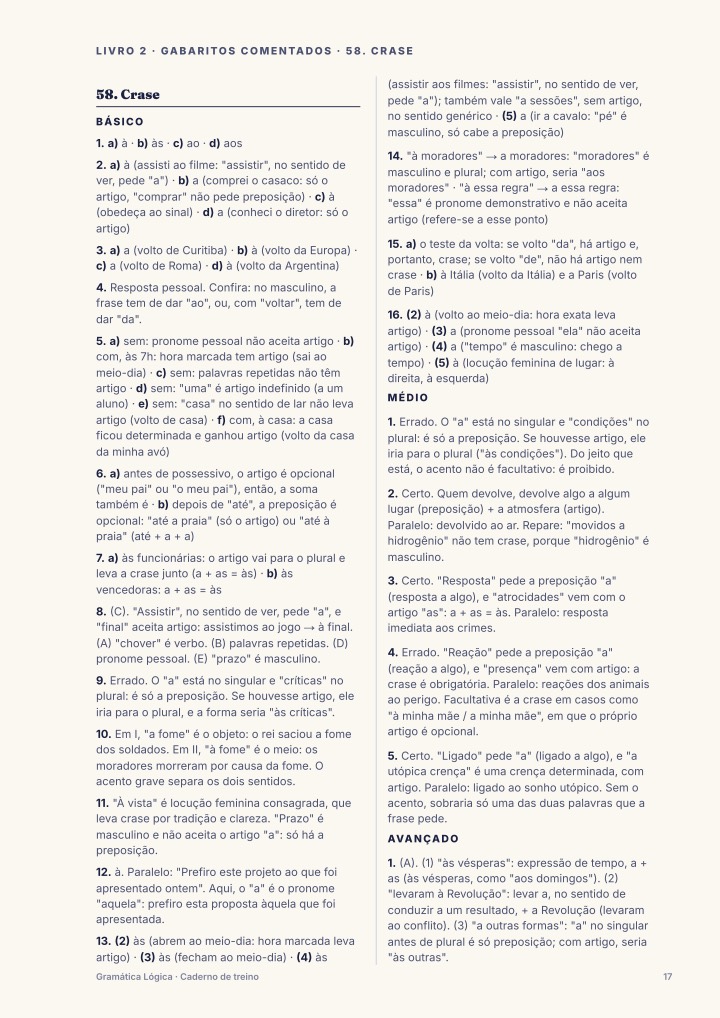 LIVRO 2 · GABARITOS COMENTADOS · 58. CRASE
58. Crase
BÁSICO
1. a) à · b) às · c) ao · d) aos
2. a) à (assisti ao filme: "assistir", no sentido de
ver, pede "a") · b) a (comprei o casaco: só o
artigo, "comprar" não pede preposição) · c) à
(obedeça ao sinal) · d) a (conheci o diretor: só o
artigo)
3. a) a (volto de Curitiba) · b) à (volto da Europa) ·
c) a (volto de Roma) · d) à (volto da Argentina)
4. Resposta pessoal. Confira: no masculino, a
frase tem de dar "ao", ou, com "voltar", tem de
dar "da".
5. a) sem: pronome pessoal não aceita artigo · b)
com, às 7h: hora marcada tem artigo (sai ao
meio-dia) · c) sem: palavras repetidas não têm
artigo · d) sem: "uma" é artigo indefinido (a um
aluno) · e) sem: "casa" no sentido de lar não leva
artigo (volto de casa) · f) com, à casa: a casa
ficou determinada e ganhou artigo (volto da casa
da minha avó)
6. a) antes de possessivo, o artigo é opcional
("meu pai" ou "o meu pai"), então, a soma
também é · b) depois de "até", a preposição é
opcional: "até a praia" (só o artigo) ou "até à
praia" (até + a + a)
7. a) às funcionárias: o artigo vai para o plural e
leva a crase junto (a + as = às) · b) às
vencedoras: a + as = às
8. (C). "Assistir", no sentido de ver, pede "a", e
"final" aceita artigo: assistimos ao jogo → à final.
(A) "chover" é verbo. (B) palavras repetidas. (D)
pronome pessoal. (E) "prazo" é masculino.
9. Errado. O "a" está no singular e "críticas" no
plural: é só a preposição. Se houvesse artigo, ele
iria para o plural, e a forma seria "às críticas".
10. Em I, "a fome" é o objeto: o rei saciou a fome
dos soldados. Em II, "à fome" é o meio: os
moradores morreram por causa da fome. O
acento grave separa os dois sentidos.
11. "À vista" é locução feminina consagrada, que
leva crase por tradição e clareza. "Prazo" é
masculino e não aceita o artigo "a": só há a
preposição.
12. à. Paralelo: "Prefiro este projeto ao que foi
apresentado ontem". Aqui, o "a" é o pronome
"aquela": prefiro esta proposta àquela que foi
apresentada.
13. (2) às (abrem ao meio-dia: hora marcada leva
artigo) · (3) às (fecham ao meio-dia) · (4) às
(assistir aos filmes: "assistir", no sentido de ver,
pede "a"); também vale "a sessões", sem artigo,
no sentido genérico · (5) a (ir a cavalo: "pé" é
masculino, só cabe a preposição)
14. "à moradores" → a moradores: "moradores" é
masculino e plural; com artigo, seria "aos
moradores" · "à essa regra" → a essa regra:
"essa" é pronome demonstrativo e não aceita
artigo (refere-se a esse ponto)
15. a) o teste da volta: se volto "da", há artigo e,
portanto, crase; se volto "de", não há artigo nem
crase · b) à Itália (volto da Itália) e a Paris (volto
de Paris)
16. (2) à (volto ao meio-dia: hora exata leva
artigo) · (3) a (pronome pessoal "ela" não aceita
artigo) · (4) a ("tempo" é masculino: chego a
tempo) · (5) à (locução feminina de lugar: à
direita, à esquerda)
MÉDIO
1. Errado. O "a" está no singular e "condições" no
plural: é só a preposição. Se houvesse artigo, ele
iria para o plural ("às condições"). Do jeito que
está, o acento não é facultativo: é proibido.
2. Certo. Quem devolve, devolve algo a algum
lugar (preposição) + a atmosfera (artigo).
Paralelo: devolvido ao ar. Repare: "movidos a
hidrogênio" não tem crase, porque "hidrogênio" é
masculino.
3. Certo. "Resposta" pede a preposição "a"
(resposta a algo), e "atrocidades" vem com o
artigo "as": a + as = às. Paralelo: resposta
imediata aos crimes.
4. Errado. "Reação" pede a preposição "a"
(reação a algo), e "presença" vem com artigo: a
crase é obrigatória. Paralelo: reações dos animais
ao perigo. Facultativa é a crase em casos como
"à minha mãe / a minha mãe", em que o próprio
artigo é opcional.
5. Certo. "Ligado" pede "a" (ligado a algo), e "a
utópica crença" é uma crença determinada, com
artigo. Paralelo: ligado ao sonho utópico. Sem o
acento, sobraria só uma das duas palavras que a
frase pede.
AVANÇADO
1. (A). (1) "às vésperas": expressão de tempo, a +
as (às vésperas, como "aos domingos"). (2)
"levaram à Revolução": levar a, no sentido de
conduzir a um resultado, + a Revolução (levaram
ao conflito). (3) "a outras formas": "a" no singular
antes de plural é só preposição; com artigo, seria
"às outras".
Gramática Lógica · Caderno de treino
17